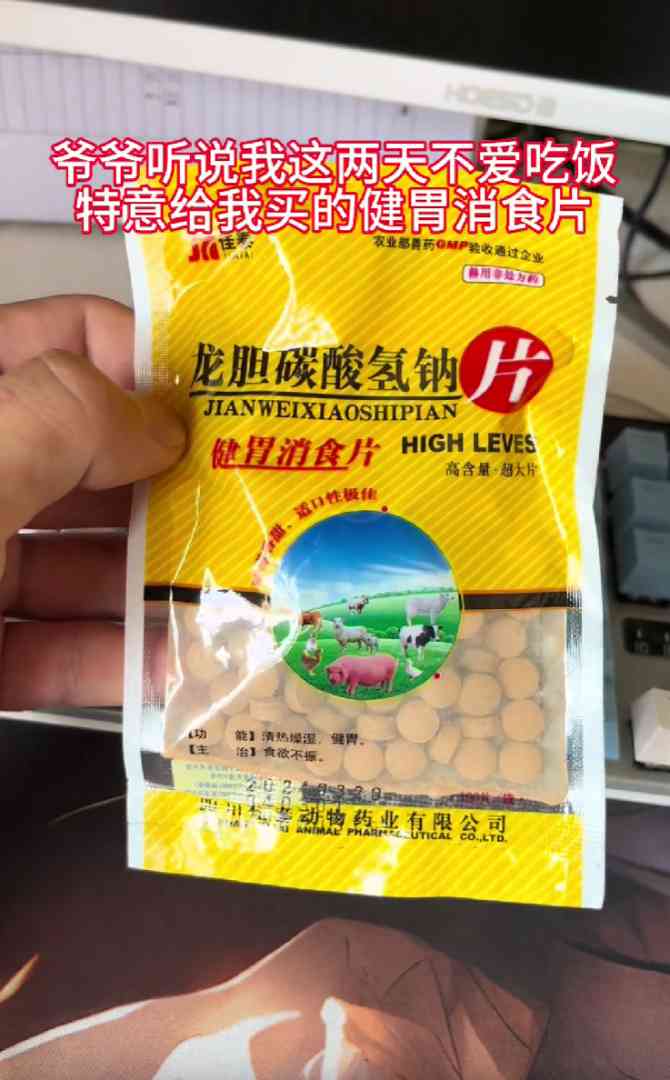 爷爷听说我这两天不爱吃饭
特意给我买的健胃消食片
佳泰
农业部兽药GMP验收通过企业
兽用非处方药
龙胆碳酸氢钠片
JIANWEIXIAOSHIPIAN
健胃消食片
HIGH LEVES
高含量·超大片
适口性极佳
【功 能】清热燥湿，健胃。
【主 治】食欲不振。
动物药业有限公司
ANIMAL PHARMACEUTICAL CO.,LTD.